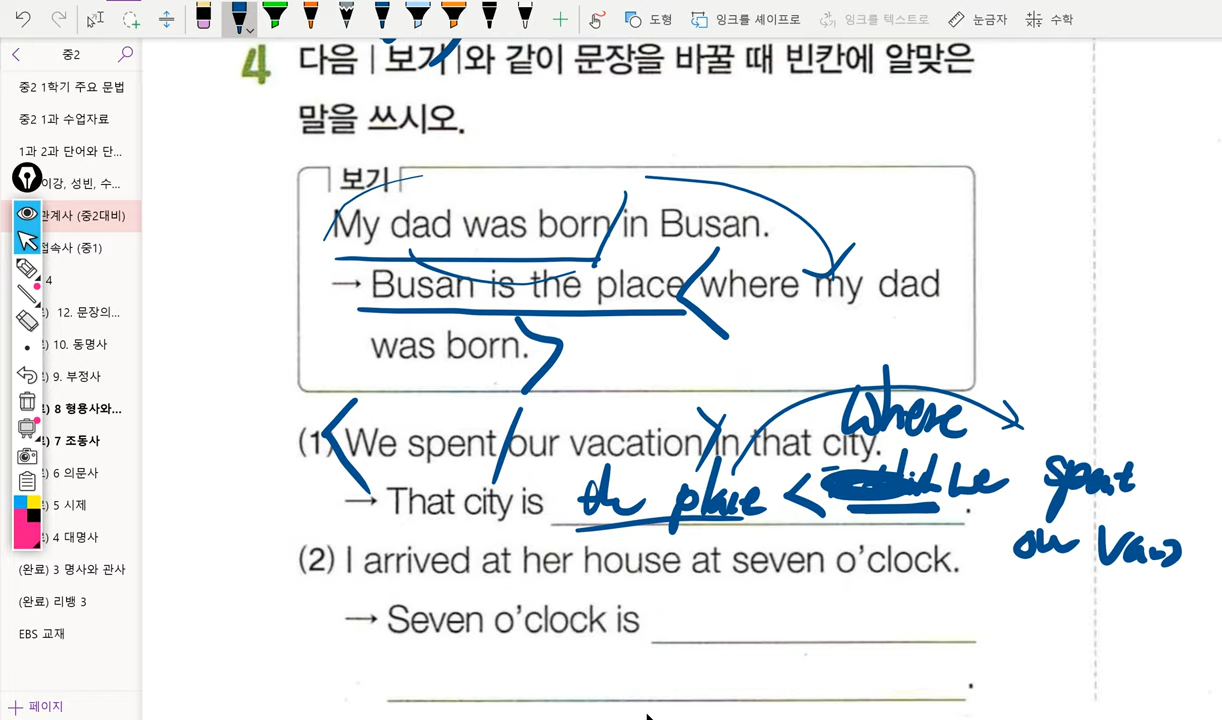 도형
잉크를 셰이프로
잉크를 텍스트로
눈금자
수학
중2
중2 1학기 주요 문법
중2 1과 수업자료
1과 2과 단어와 단...
이강, 성빈, 수...
관계사 (중2대비)
접속사 (중1)
4
) 12. 문장의...
) 10. 동명사
) 9. 부정사
) 8 형용사와...
) 7 조동사
) 6 의문사
) 5 시제
) 4 대명사
(완료) 3 명사와 관사
(완료) 리뱅 3
EBS 교재
페이지
4 다음 |보기|와 같이 문장을 바꿀 때 빈칸에 알맞은
말을 쓰시오.
보기
My dad was born in Busan.
→ Busan is the place where my dad
was born.
where
(1) We spent our vacation in that city.
→ That city is the place we spent
our
(2) I arrived at her house at seven o'clock.
→ Seven o'clock is
.